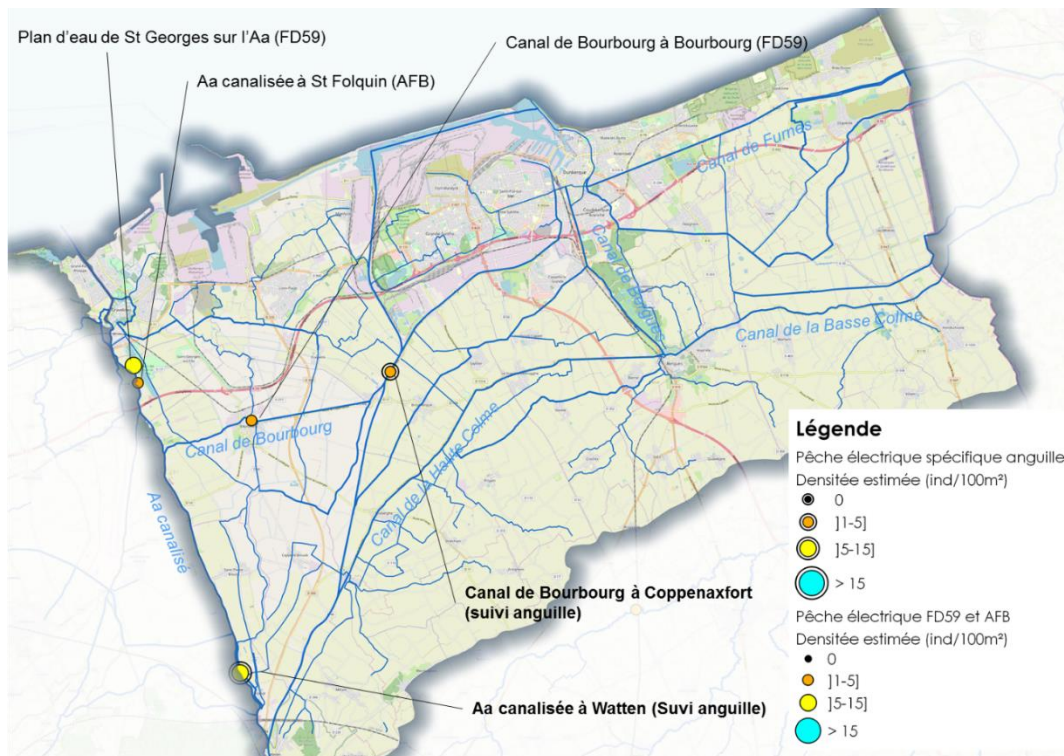 Plan d'eau de St Georges sur l'Aa (FD59)
Canal de Bourbourg à Bourbourg (FD59)
Aa canalisée à St Folquin (AFB)
Canal de Furnes
Canal de Bergues
Canal de la Basse Colme
Canal de Bourbourg
Canal de la Haute Colme
Aa canalisé
Canal de Bourbourg à Coppenaxfort
(suivi anguille)
Aa canalisée à Watten (Suvi anguille)
Légende
Pêche électrique spécifique anguille
Densitée estimée (ind/100m²)
0
]1-5]
]5-15]
> 15
Pêche électrique FD59 et AFB
Densitée estimée (ind/100m²)
0
]1-5]
]5-15]
> 15